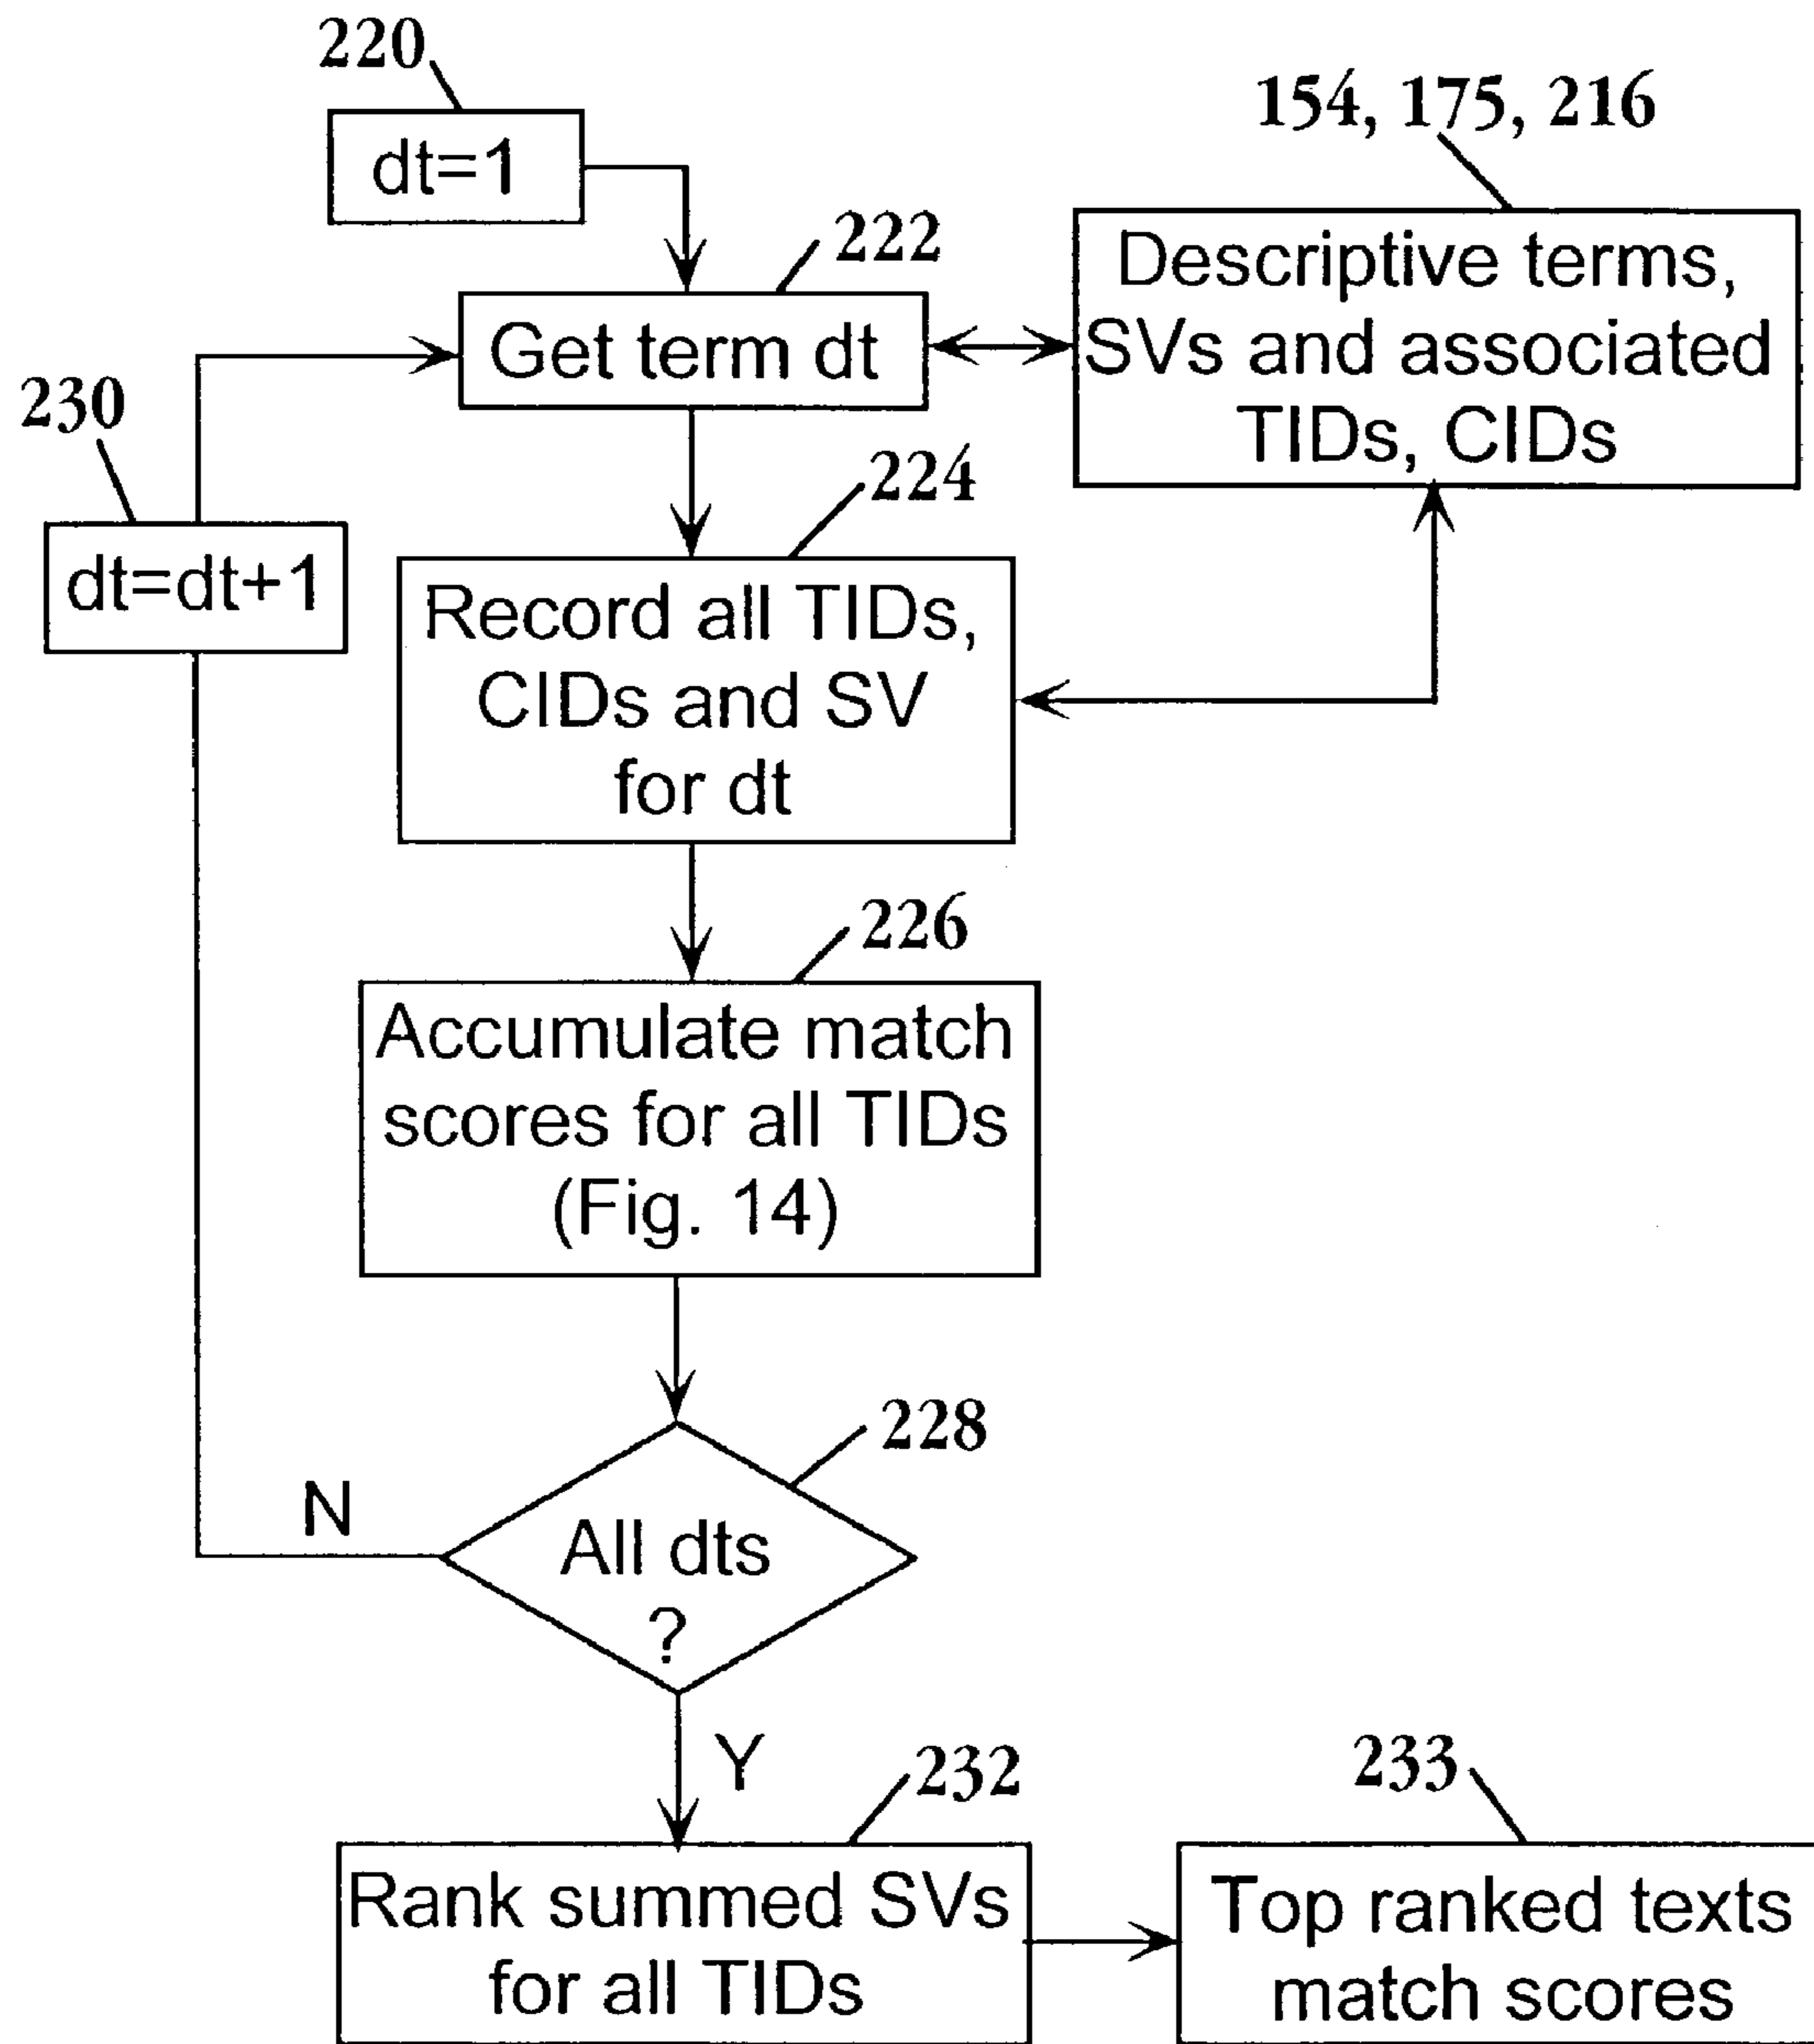 220
dt=1
154, 175, 216
Descriptive terms,
SVs and associated
TIDs, CIDs
222
Get term dt
230
dt=dt+1
224
Record all TIDs,
CIDs and SV
for dt
226
Accumulate match
scores for all TIDs
(Fig. 14)
228
All dts
?
N
Y
232
Rank summed SVs
for all TIDs
233
Top ranked texts
match scores